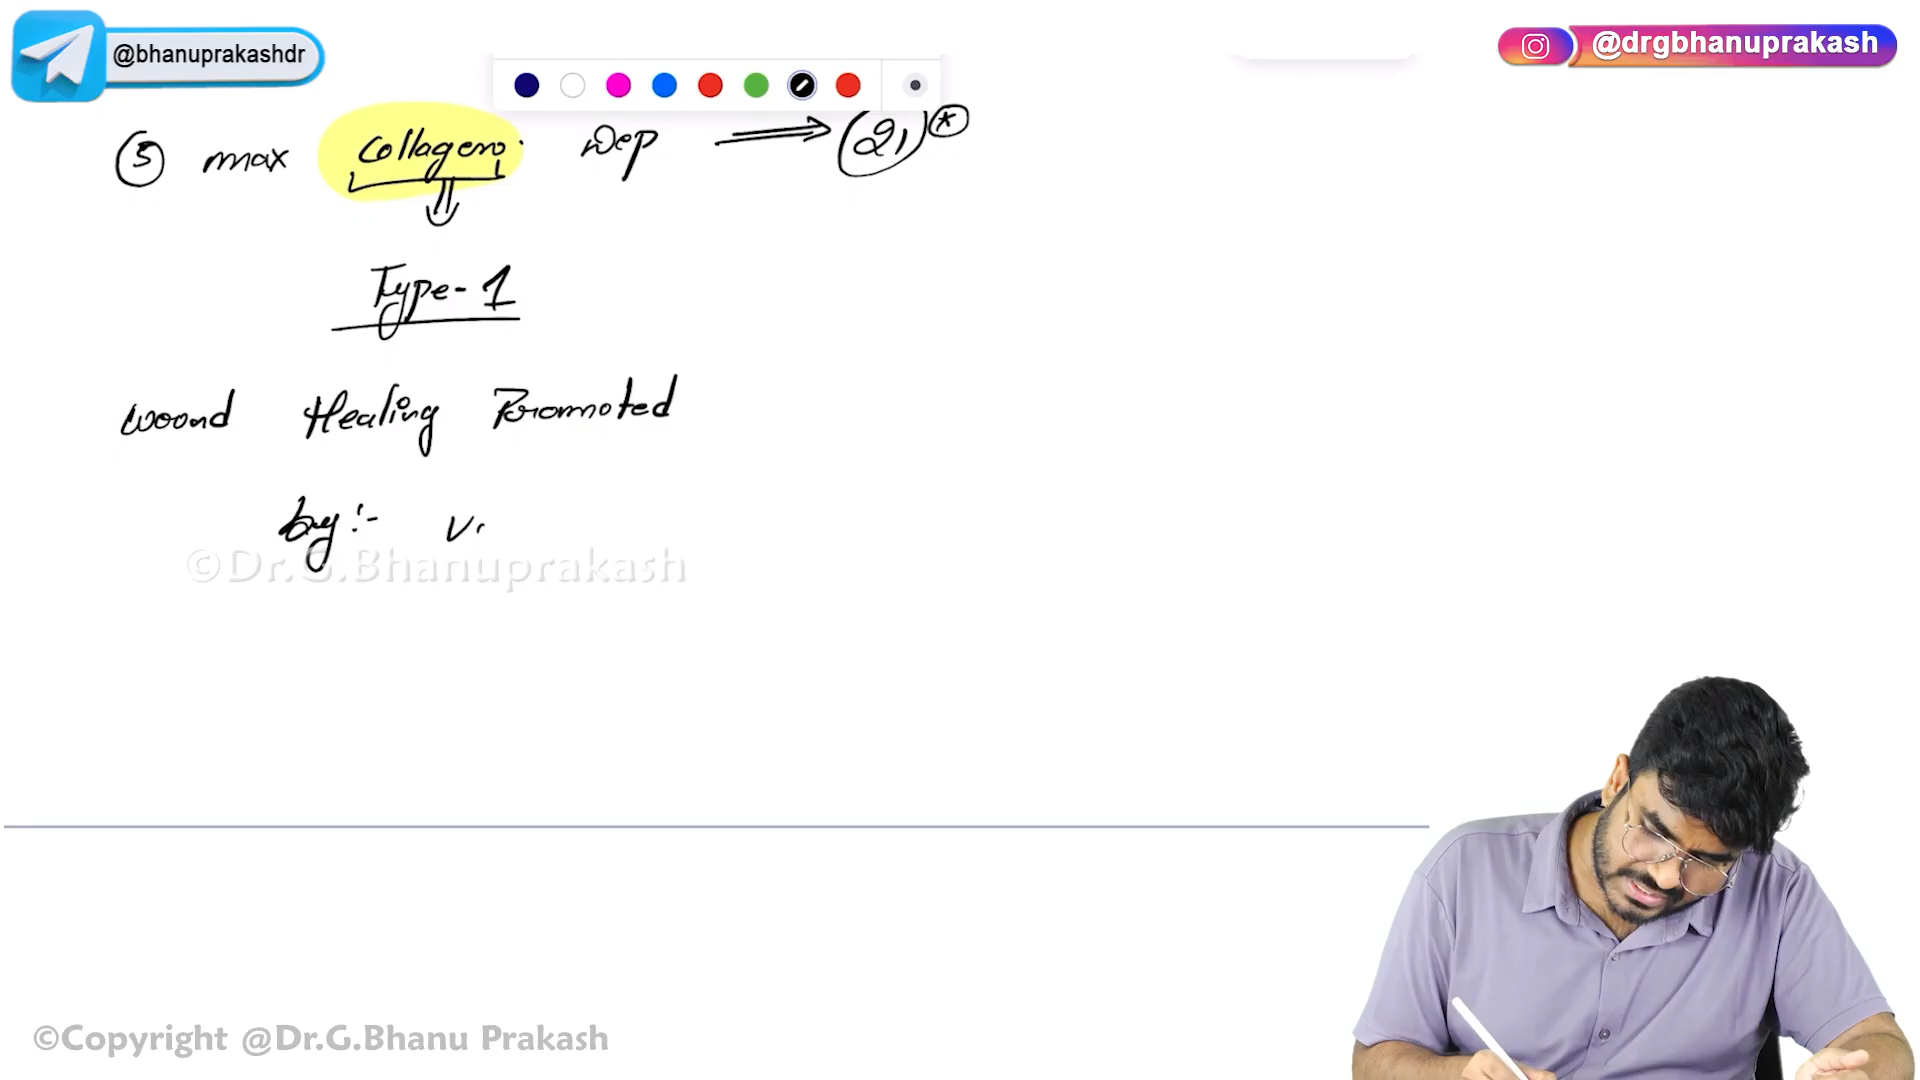 @bhanuprakashdr
@drgbhanuprakash
5 max Collagen Dep ⟹ (21) *
Type-1
Wound Healing Promoted
by:- Vi
©Dr.G.Bhanuprakash
©Copyright @Dr.G.Bhanu Prakash